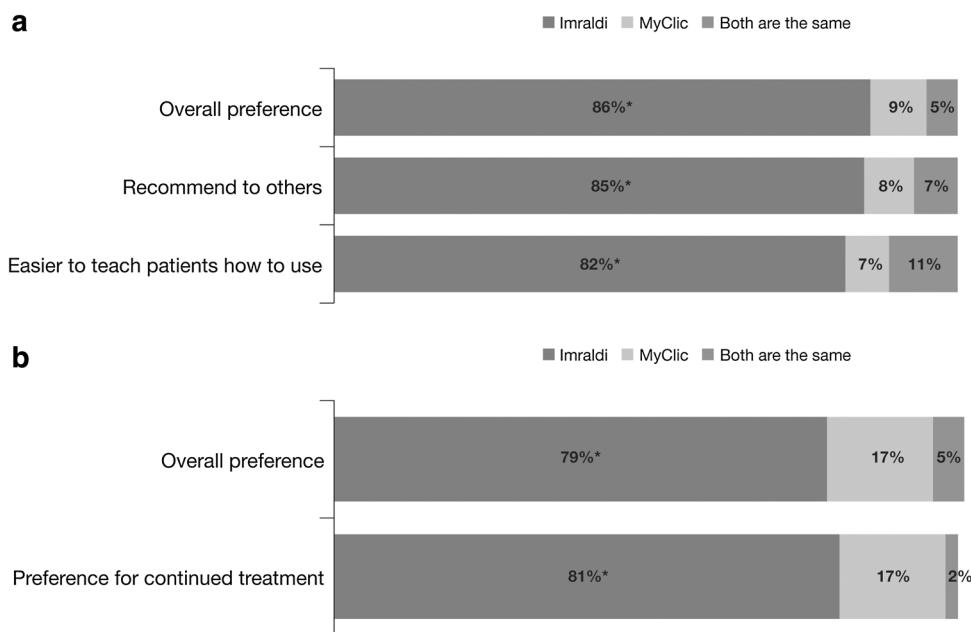 a
Imraldi MyClic Both are the same
Overall preference 86%* 9% 5%
Recommend to others 85%* 8% 7%
Easier to teach patients how to use 82%* 7% 11%
b
Imraldi MyClic Both are the same
Overall preference 79%* 17% 5%
Preference for continued treatment 81%* 17% 2%